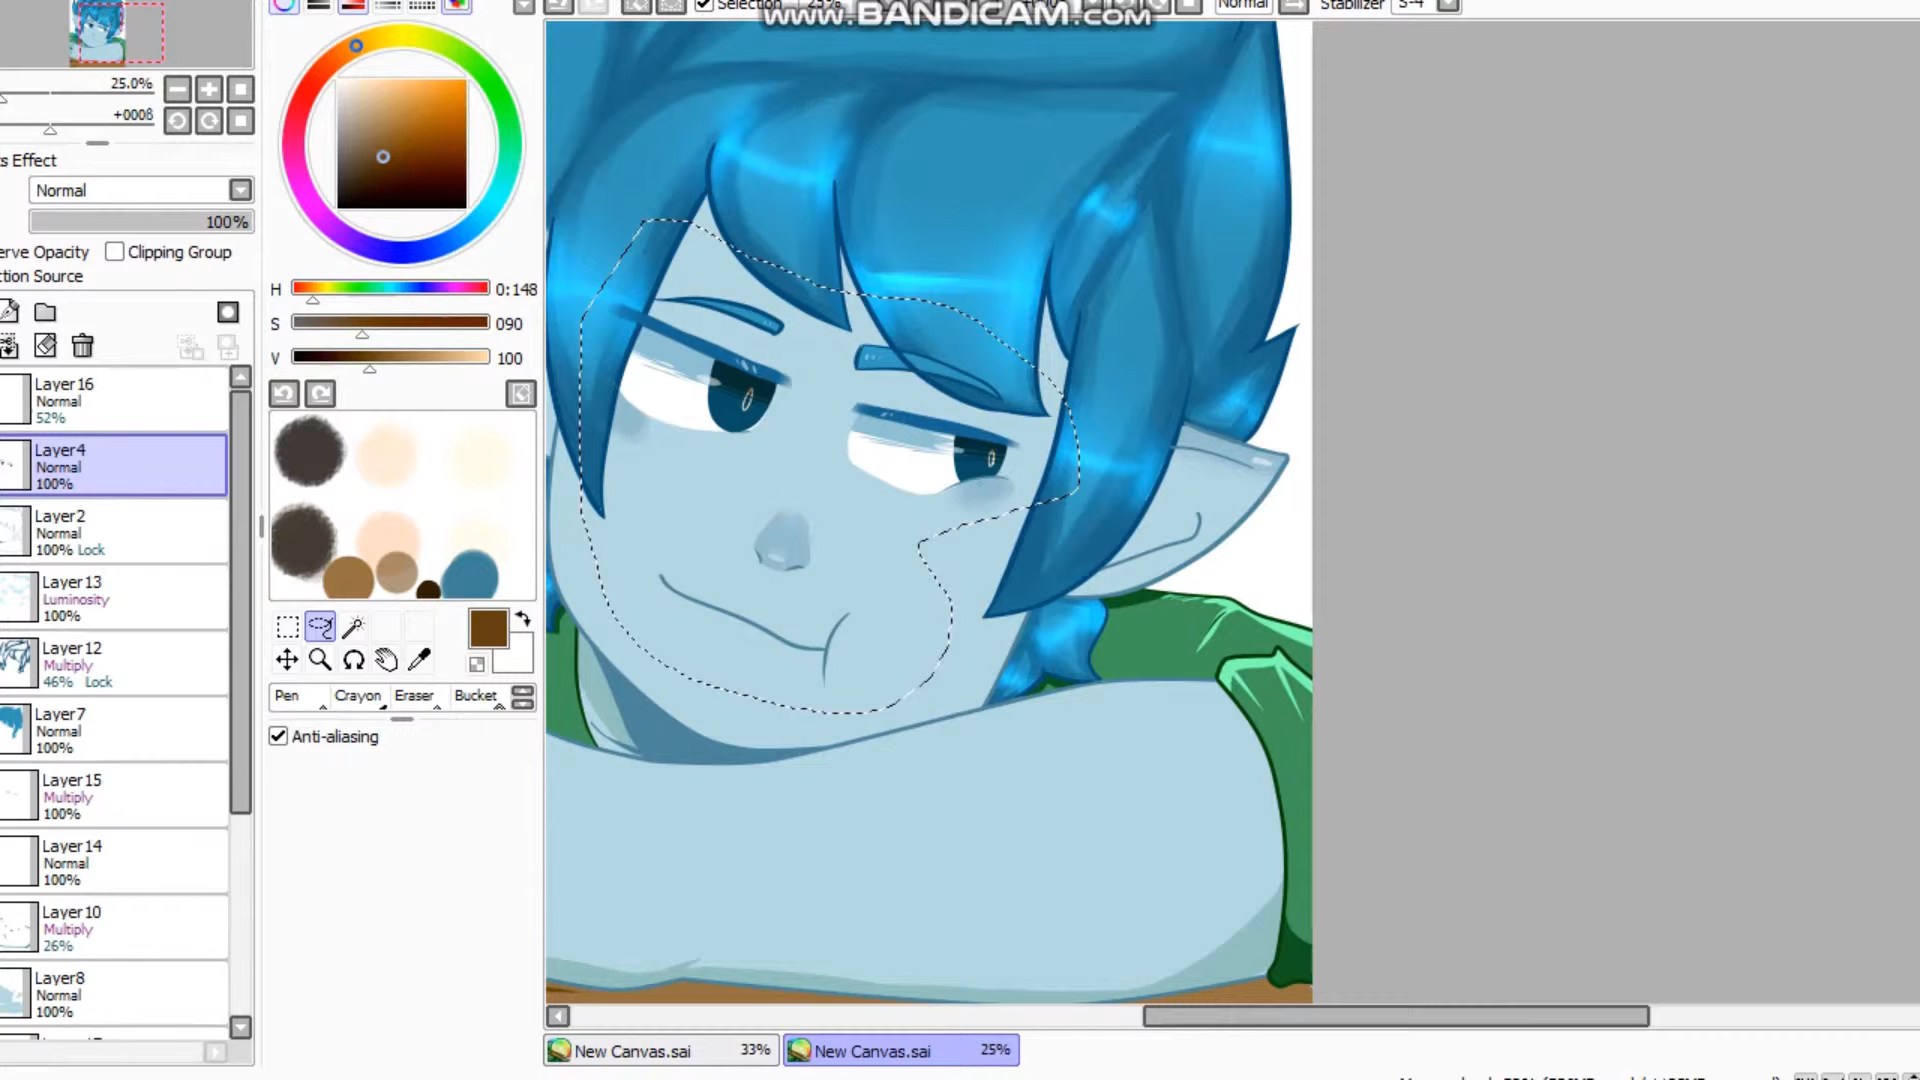 Selection 25% Normal Stabilizer S-4
www.BANDICAM.com
25.0%
+0008
s Effect
Normal
100%
erve Opacity Clipping Group
tion Source
Layer16
Normal
52%
Layer4
Normal
100%
Layer2
Normal
100% Lock
Layer13
Luminosity
100%
Layer12
Multiply
46% Lock
Layer7
Normal
100%
Layer15
Multiply
100%
Layer14
Normal
100%
Layer10
Multiply
26%
Layer8
Normal
100%
H 0:148
S 090
V 100
Pen Crayon Eraser Bucket
Anti-aliasing
New Canvas.sai 33% New Canvas.sai 25%